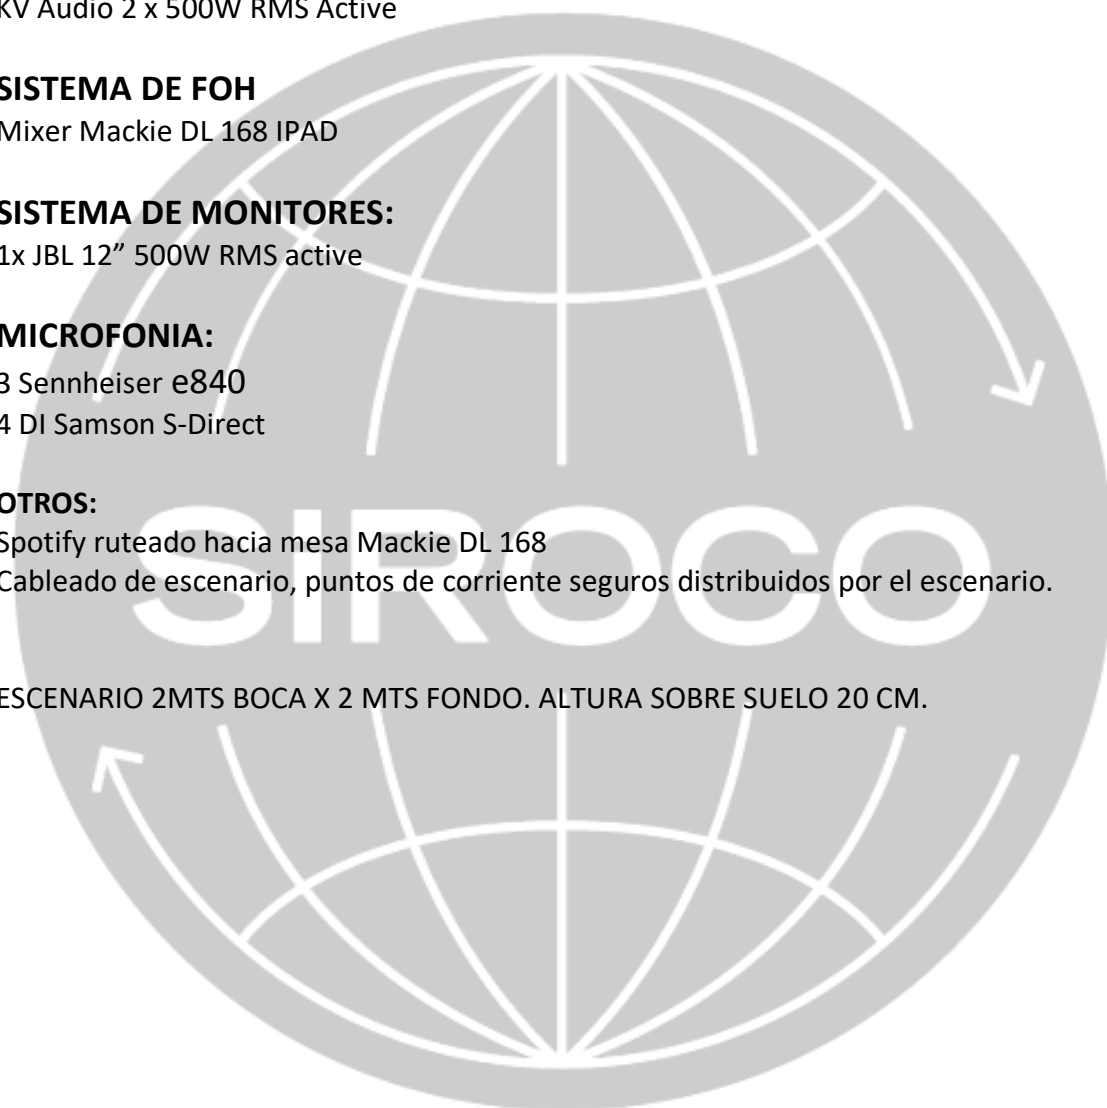 KV Audio 2 x 500W RMS Active
SISTEMA DE FOH
Mixer Mackie DL 168 IPAD
SISTEMA DE MONITORES:
1x JBL 12” 500W RMS active
MICROFONIA:
3 Sennheiser e840
4 DI Samson S-Direct
OTROS:
Spotify ruteado hacia mesa Mackie DL 168
Cableado de escenario, puntos de corriente seguros distribuidos por el escenario.
SIROCO
ESCENARIO 2MTS BOCA X 2 MTS FONDO. ALTURA SOBRE SUELO 20 CM.